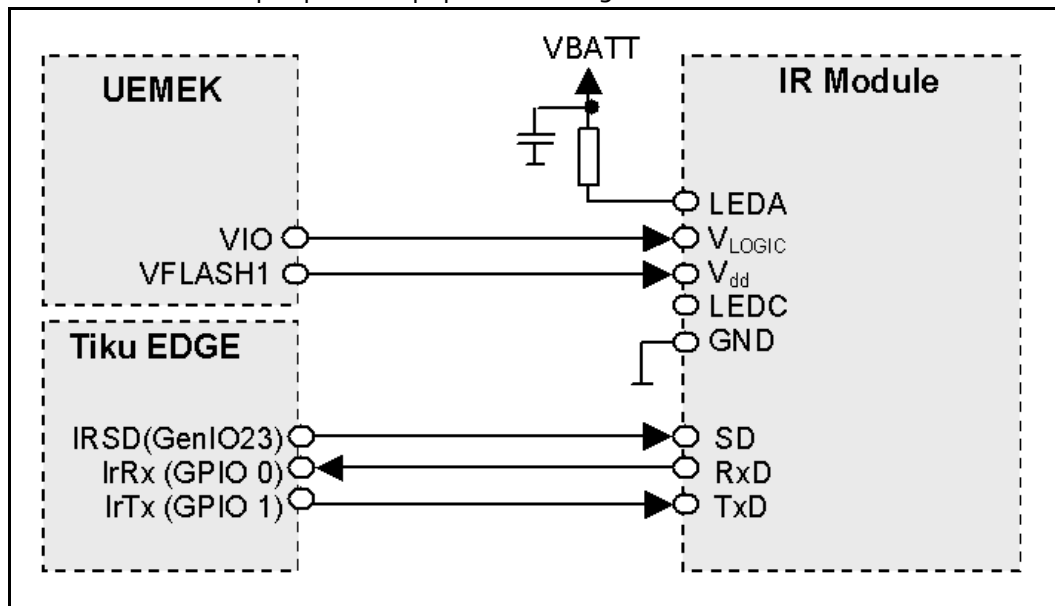 VBATT
UEMEK
IR Module
LEDA
VIO
VLOGIC
VFLASH1
Vdd
LEDC
Tiku EDGE
GND
IRSD(GenIO23)
SD
IrRx (GPIO 0)
RxD
IrTx (GPIO 1)
TxD